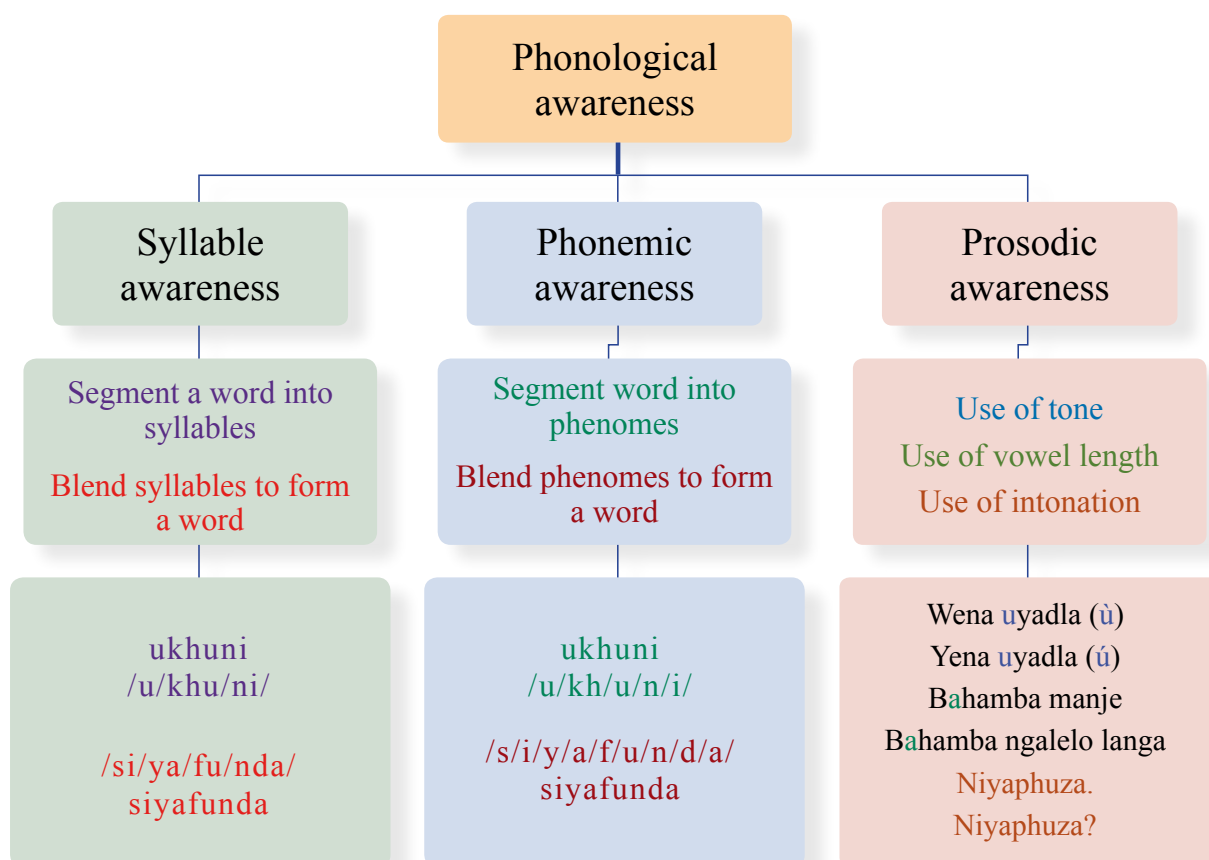 Phonological
awareness
Syllable
awareness
Segment a word into
syllables
Blend syllables to form
a word
ukhuni
/u/khu/ni/
/si/ya/fu/nda/
siyafunda
Phonemic
awareness
Segment word into
phenomes
Blend phenomes to form
a word
ukhuni
/u/kh/u/n/i/
/s/i/y/a/f/u/n/d/a/
siyafunda
Prosodic
awareness
Use of tone
Use of vowel length
Use of intonation
Wena uyadla (ù)
Yena uyadla (ú)
Bahamba manje
Bahamba ngalelo langa
Niyaphuza.
Niyaphuza?